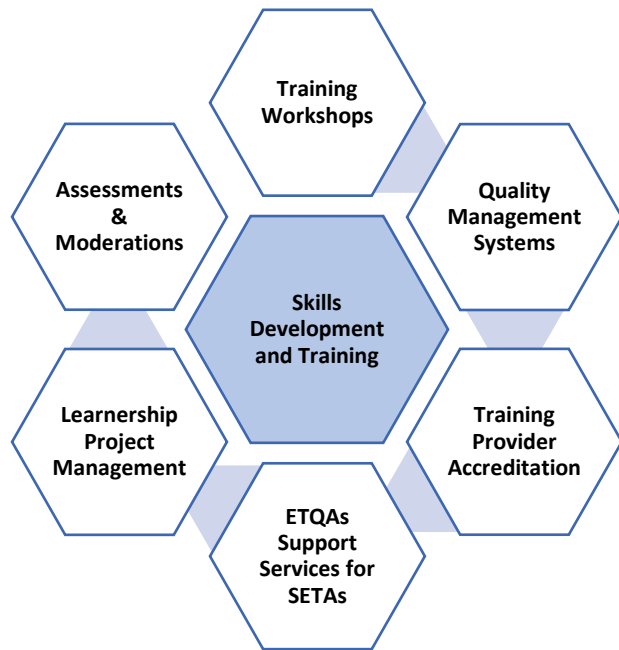 Training
Workshops
Assessments
&
Moderations
Quality
Management
Systems
Skills
Development
and Training
Learnership
Project
Management
Training
Provider
Accreditation
ETQAs
Support
Services for
SETAs